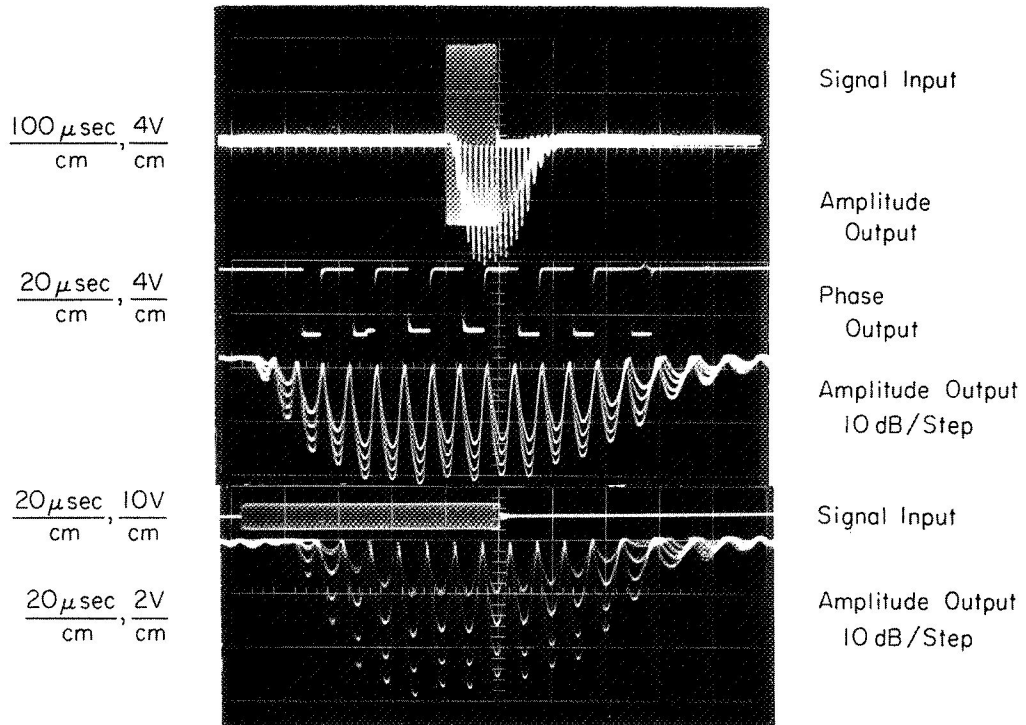 Signal Input
100 μsec/cm, 4V/cm
Amplitude
Output
20 μsec/cm, 4V/cm
Phase
Output
Amplitude Output
10 dB/Step
20 μsec/cm, 10V/cm
Signal Input
20 μsec/cm, 2V/cm
Amplitude Output
10 dB/Step